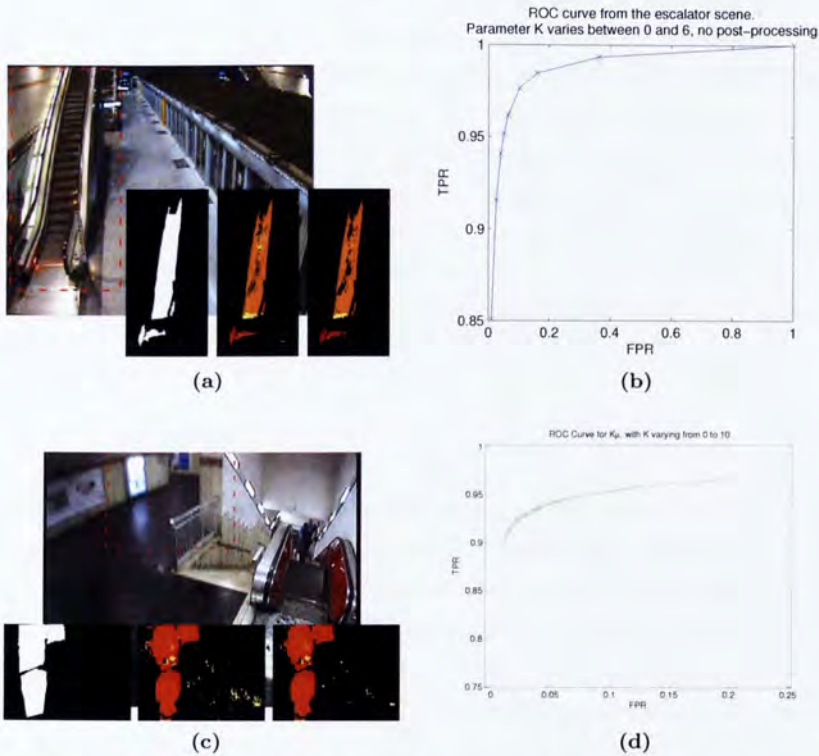 ROC curve from the escalator scene.
Parameter K varies between 0 and 6, no post-processing
1
0.95
0.9
0.85
TPR
0 0.2 0.4 0.6 0.8 1
FPR
(a)
(b)
ROC Curve for Kμ, with K varying from 0 to 10
1
0.95
0.9
0.85
0.8
0.75
TPR
0 0.05 0.1 0.15 0.2 0.25
FPR
(c)
(d)